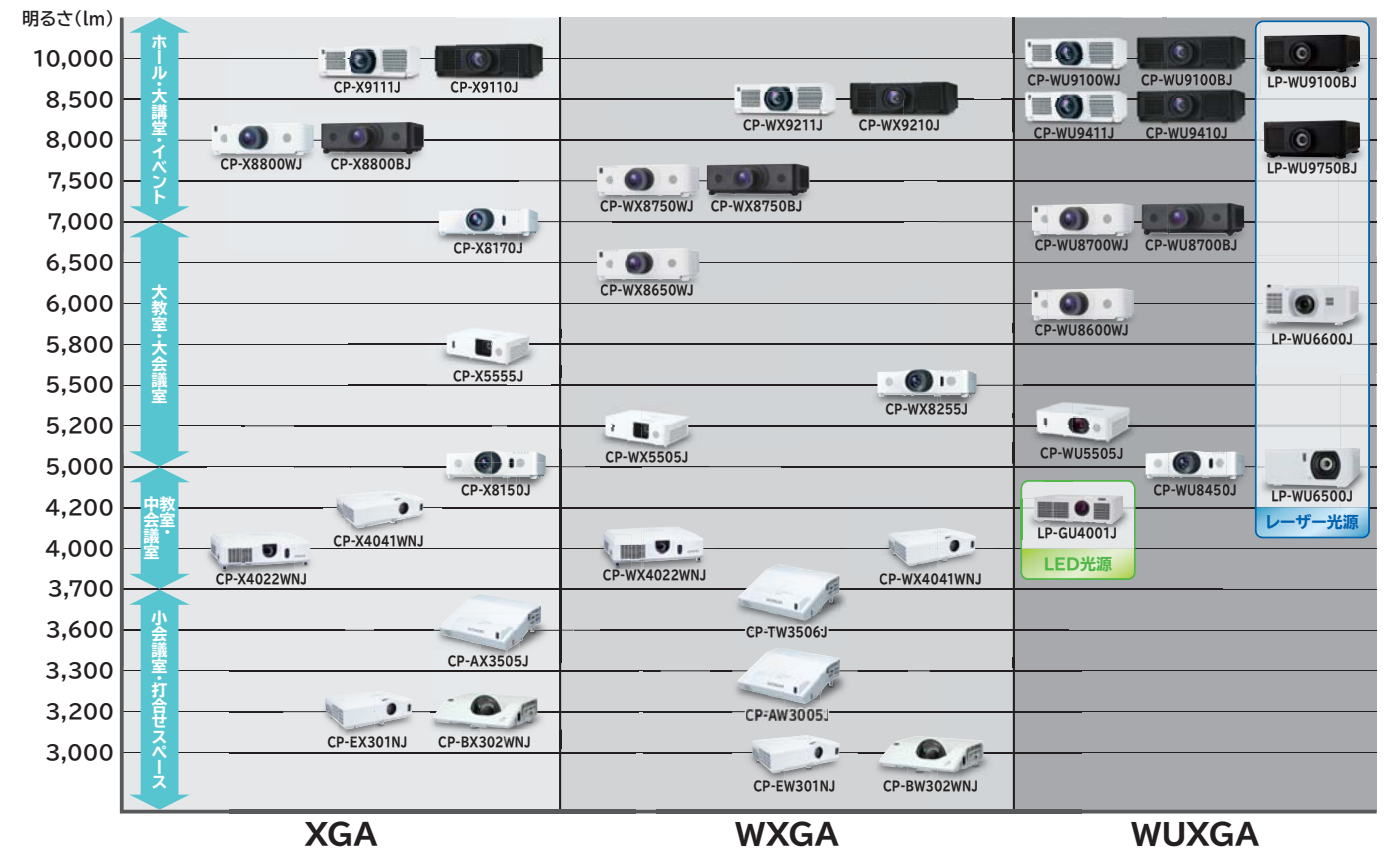 明るさ(lm)
10,000
8,500
8,000
7,500
7,000
6,500
6,000
5,800
5,500
5,200
5,000
4,200
4,000
3,700
3,600
3,300
3,200
3,000
ホール・大講堂・イベント
大教室・大会議室
教室・
中会議室
小会議室・打合せスペース
CP-X9111J
CP-X9110J
CP-X8800WJ
CP-X8800BJ
CP-X8170J
CP-X5555J
CP-X8150J
CP-X4041WNJ
CP-X4022WNJ
CP-AX3505J
CP-EX301NJ
CP-BX302WNJ
XGA
CP-WX9211J
CP-WX9210J
CP-WX8750WJ
CP-WX8750BJ
CP-WX8650WJ
CP-WX8255J
CP-WX5505J
CP-WX4022WNJ
CP-WX4041WNJ
CP-TW3506J
CP-AW3005J
CP-EW301NJ
CP-BW302WNJ
WXGA
CP-WU9100WJ
CP-WU9100BJ
CP-WU9411J
CP-WU9410J
CP-WU8700WJ
CP-WU8700BJ
CP-WU8600WJ
CP-WU5505J
CP-WU8450J
LP-GU4001J
LED光源
LP-WU9100BJ
LP-WU9750BJ
LP-WU6600J
LP-WU6500J
レーザー光源
WUXGA